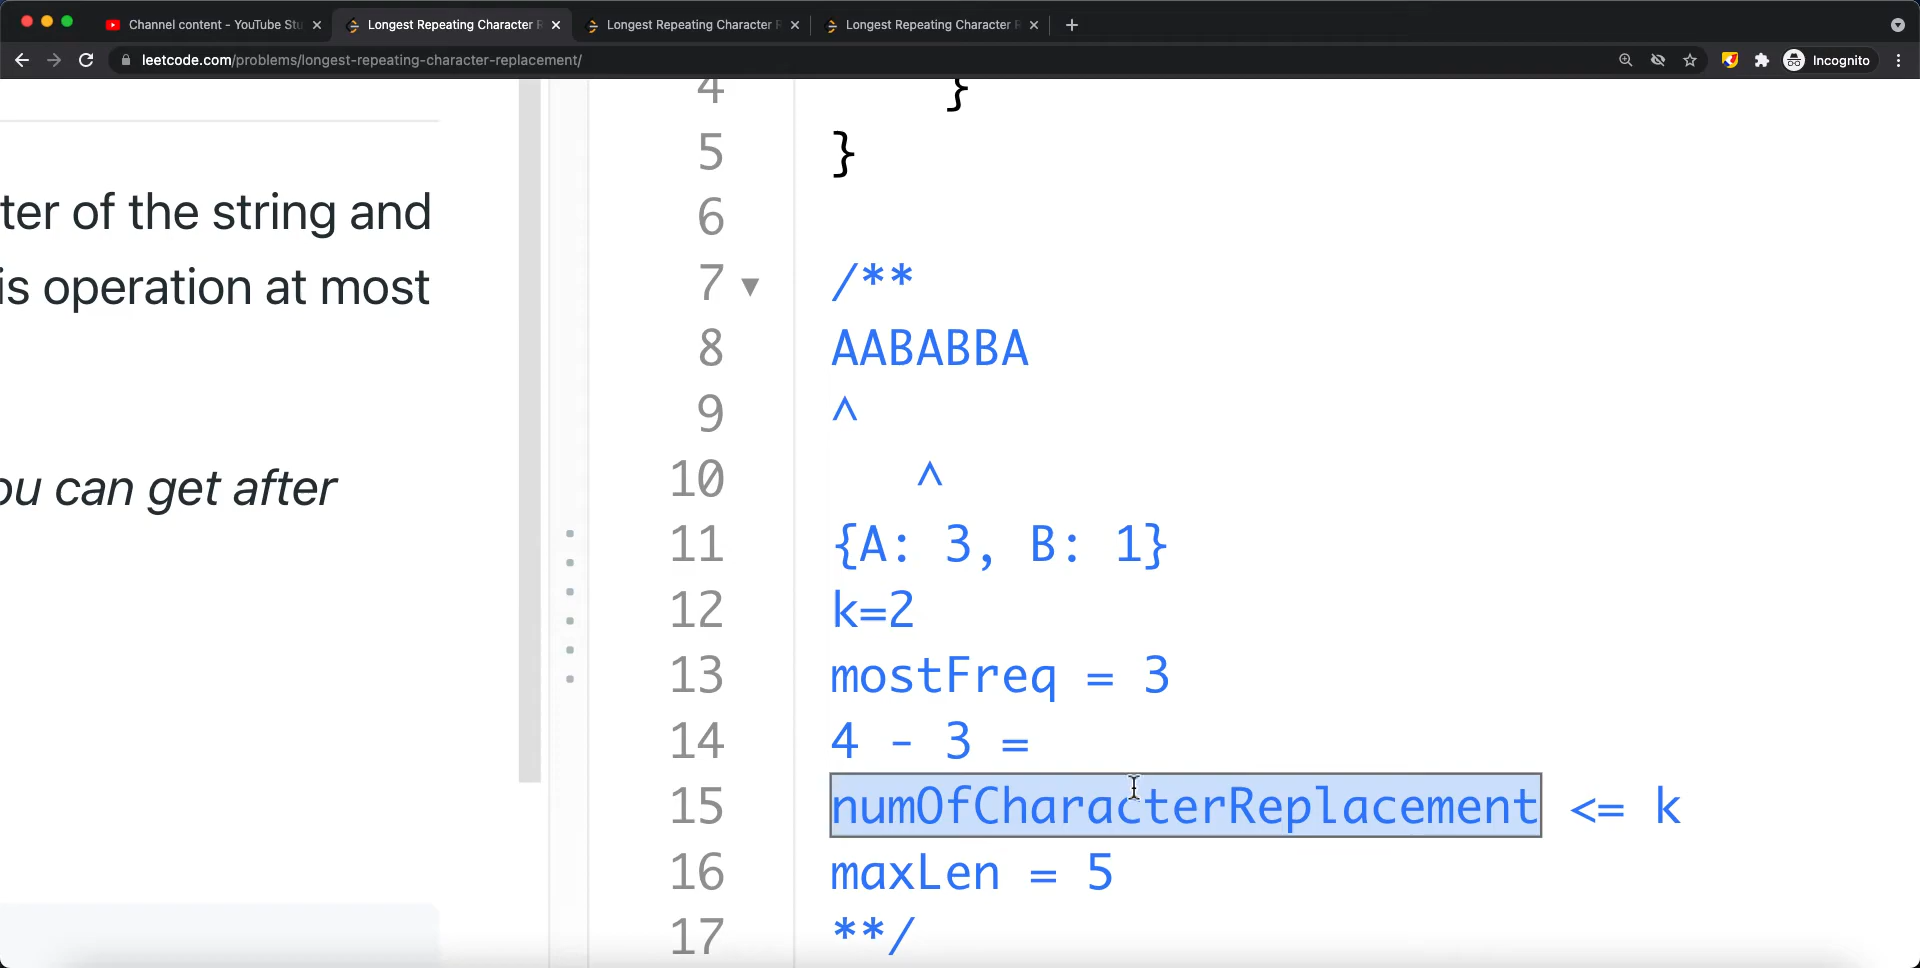 Channel content - YouTube Stu
Longest Repeating Character R
Longest Repeating Character R
Longest Repeating Character R
leetcode.com/problems/longest-repeating-character-replacement/
Incognito
ter of the string and
is operation at most
ou can get after
4 }
5 }
6
7 /**
8 AABABBA
9 ^
10 ^
11 {A: 3, B: 1}
12 k=2
13 mostFreq = 3
14 4 - 3 =
15 numOfCharacterReplacement <= k
16 maxLen = 5
17 **/